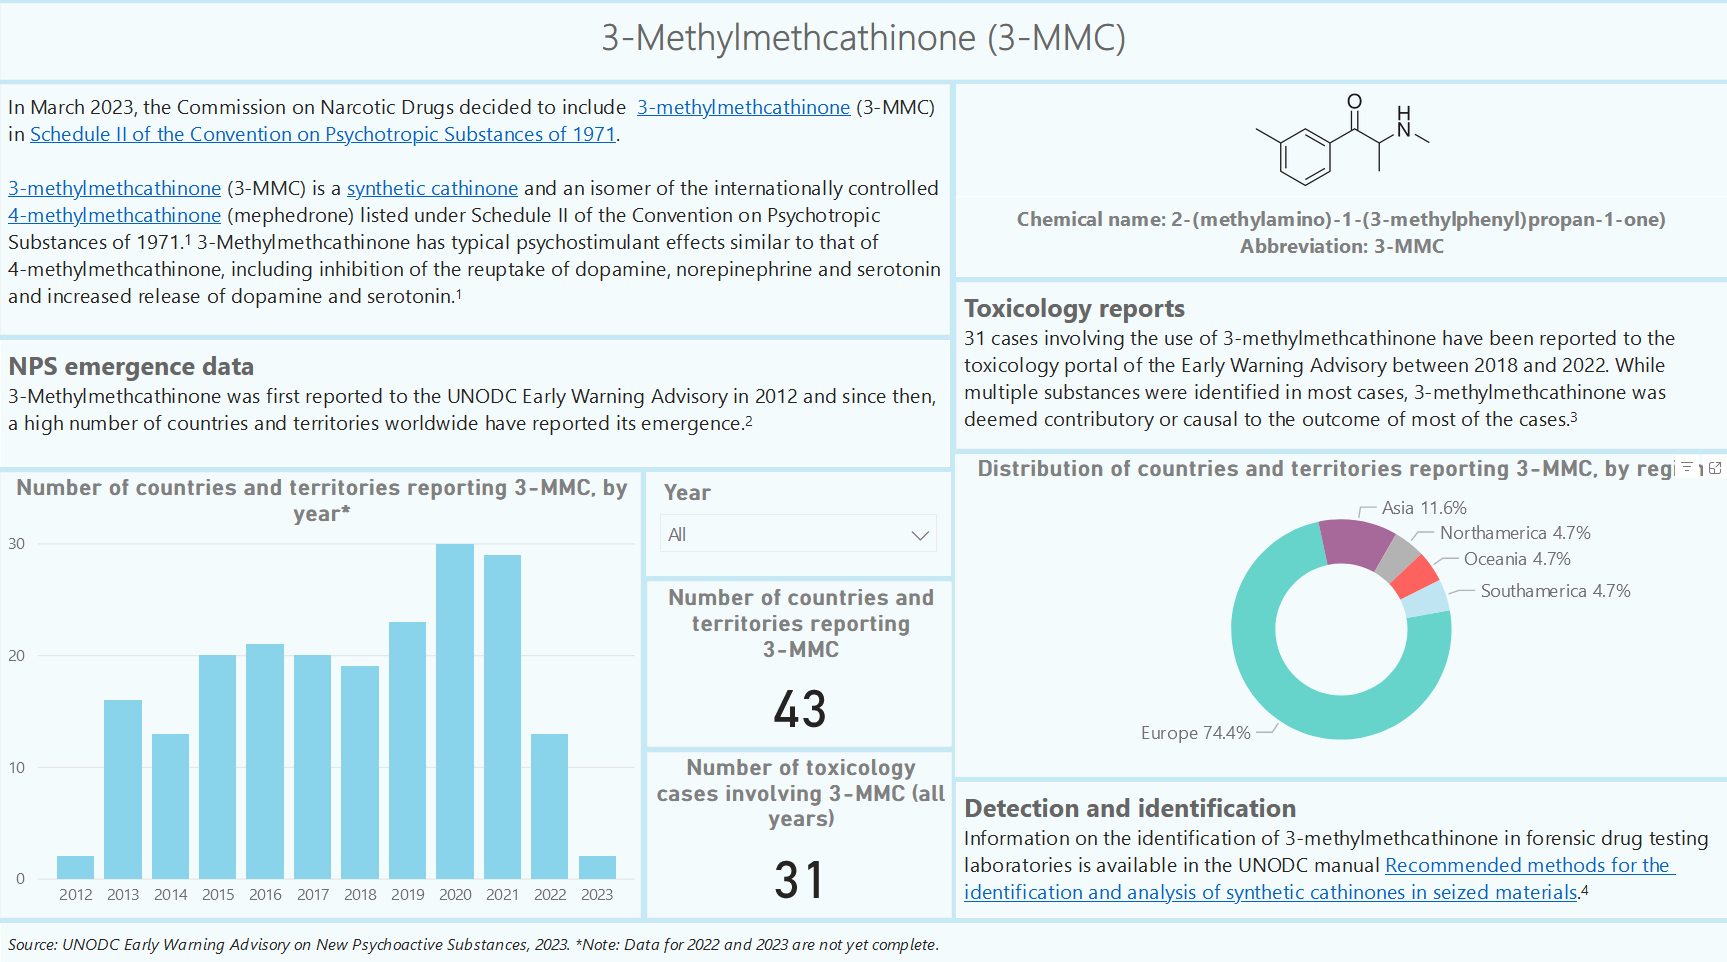 3-Methylmethcathinone (3-MMC)
In March 2023, the Commission on Narcotic Drugs decided to include 3-methylmethcathinone (3-MMC)
in Schedule II of the Convention on Psychotropic Substances of 1971.
3-methylmethcathinone (3-MMC) is a synthetic cathinone and an isomer of the internationally controlled
4-methylmethcathinone (mephedrone) listed under Schedule II of the Convention on Psychotropic
Substances of 1971.¹ 3-Methylmethcathinone has typical psychostimulant effects similar to that of
4-methylmethcathinone, including inhibition of the reuptake of dopamine, norepinephrine and serotonin
and increased release of dopamine and serotonin.¹
O
H
N
Chemical name: 2-(methylamino)-1-(3-methylphenyl)propan-1-one)
Abbreviation: 3-MMC
NPS emergence data
3-Methylmethcathinone was first reported to the UNODC Early Warning Advisory in 2012 and since then,
a high number of countries and territories worldwide have reported its emergence.²
Toxicology reports
31 cases involving the use of 3-methylmethcathinone have been reported to the
toxicology portal of the Early Warning Advisory between 2018 and 2022. While
multiple substances were identified in most cases, 3-methylmethcathinone was
deemed contributory or causal to the outcome of most of the cases.³
Number of countries and territories reporting 3-MMC, by
year*
30
20
10
0
2012 2013 2014 2015 2016 2017 2018 2019 2020 2021 2022 2023
Year
All
Number of countries and
territories reporting
3-MMC
43
Number of toxicology
cases involving 3-MMC (all
years)
31
Distribution of countries and territories reporting 3-MMC, by
Asia 11.6%
Northamerica 4.7%
Oceania 4.7%
Southamerica 4.7%
Europe 74.4%
Detection and identification
Information on the identification of 3-methylmethcathinone in forensic drug testing
laboratories is available in the UNODC manual Recommended methods for the
identification and analysis of synthetic cathinones in seized materials.⁴
Source: UNODC Early Warning Advisory on New Psychoactive Substances, 2023. *Note: Data for 2022 and 2023 are not yet complete.